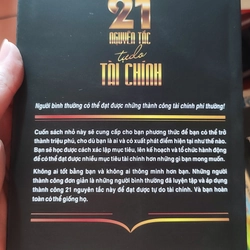 21
NGUYÊN TẮC
tự do
TÀI CHÍNH
Người bình thường có thể đạt được những thành công tài chính phi thường!
Cuốn sách nhỏ này sẽ cung cấp cho bạn phương thức để bạn có thể trở
thành triệu phú, cho dù bạn là ai và có xuất phát điểm hiện tại như thế nào.
Bạn sẽ học được cách xác lập mục tiêu, lên kế hoạch và tổ chức hành động
để có thể đạt được nhiều mục tiêu tài chính hơn những gì bạn mong muốn.
Không ai tốt bằng bạn và không ai thông minh hơn bạn. Những người
thành công đơn giản là những người bình thường đã luyện tập và áp dụng
thành công 21 nguyên tắc này để đạt được tự do tài chính. Và bạn hoàn
toàn có thể giống họ.